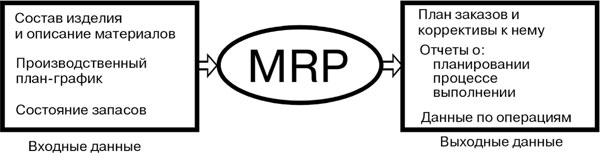 Состав изделия
и описание материалов
Производственный
план-график
Состояние запасов
Входные данные
MRP
План заказов и
коррективы к нему
Отчеты о:
планировании
процессе
выполнении
Данные по операциям
Выходные данные